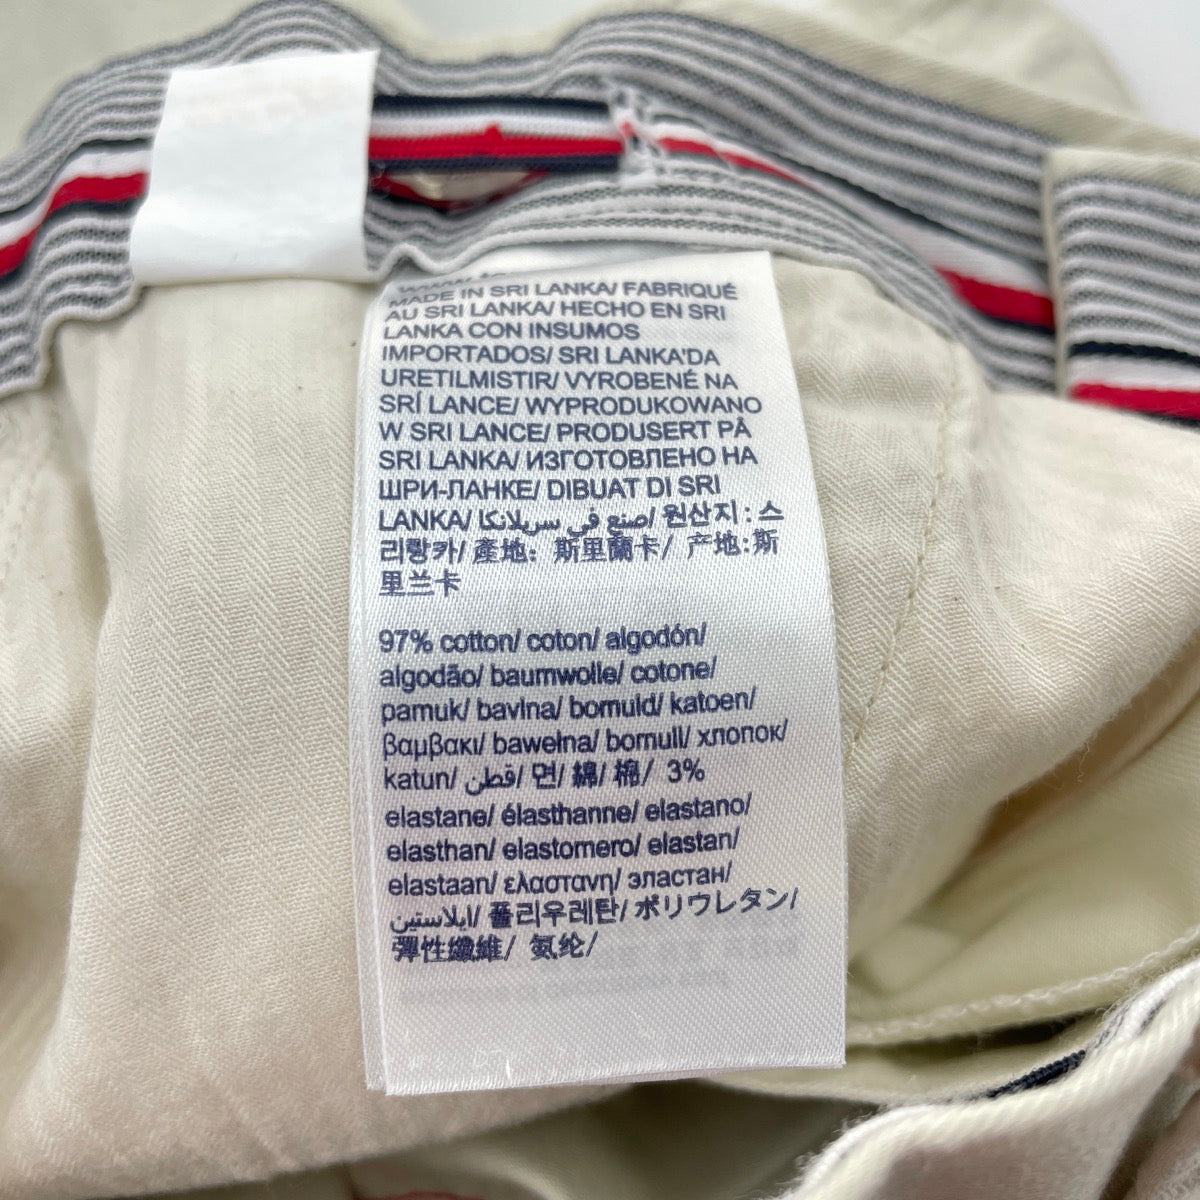 MADE IN SRI LANKA/ FABRIQUÉ
AU SRI LANKA/ HECHO EN SRI
LANKA CON INSUMOS
IMPORTADOS/ SRI LANKA'DA
URETILMISTIR/ VYROBENÉ NA
SRÍ LANCE/ WYPRODUKOWANO
W SRI LANCE/ PRODUSERT PÅ
SRI LANKA/ ИЗГОТОВЛЕНО НА
ШРИ-ЛАНКЕ/ DIBUAT DI SRI
LANKA/ صنع في سريلانكا/ 원산지 : 스
리랑카/ 產地: 斯里蘭卡/ 产地:斯
里兰卡
97% cotton/ coton/ algodón/
algodão/ baumwolle/ cotone/
pamuk/ bavlna/ bomuld/ katoen/
βαμβακι/ bawełna/ bomull/ хлопок/
katun/ قطن/ 면/ 綿/ 棉/ 3%
elastane/ élasthanne/ elastano/
elasthan/ elastomero/ elastan/
elastaan/ ελαστανη/ эластан/
ايلاستين/ 폴리우레탄/ ポリウレタン/
彈性纖維/ 氨纶/